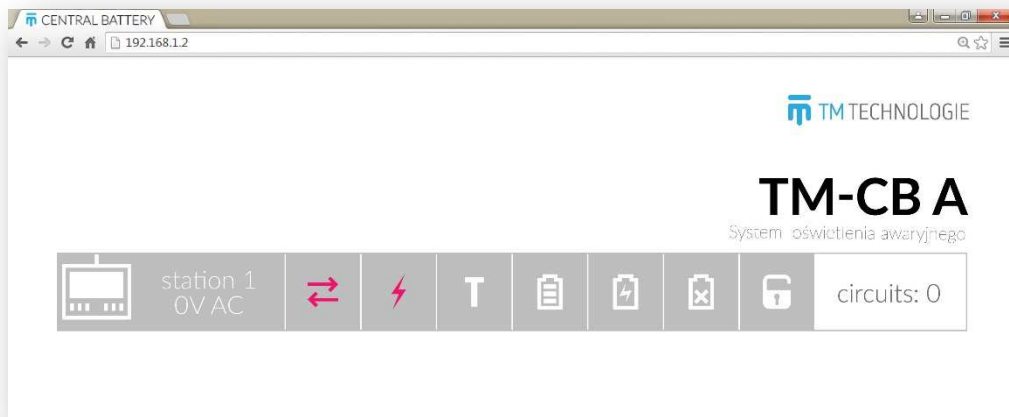 CENTRAL BATTERY
192.168.1.2
TM TECHNOLOGIE
TM-CB A
System oświetlenia awaryjnego
station 1
0V AC
T
circuits: 0